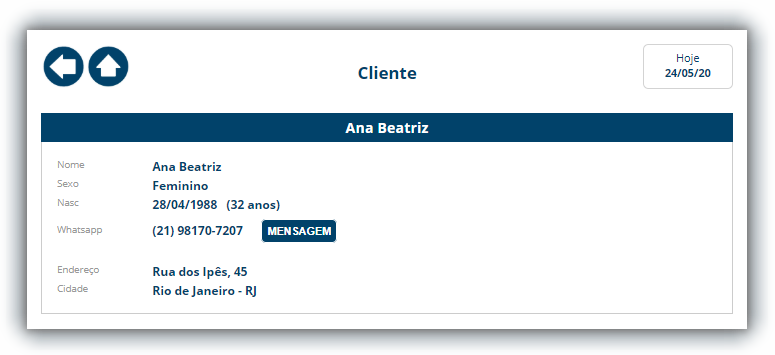 Hoje
Cliente
24/05/20
Ana Beatriz
Nome Ana Beatriz
Sexo Feminino
Nasc 28/04/1988 (32 anos)
Whatsapp (21) 98170-7207 MENSAGEM
Endereço Rua dos Ipês, 45
Cidade Rio de Janeiro - RJ